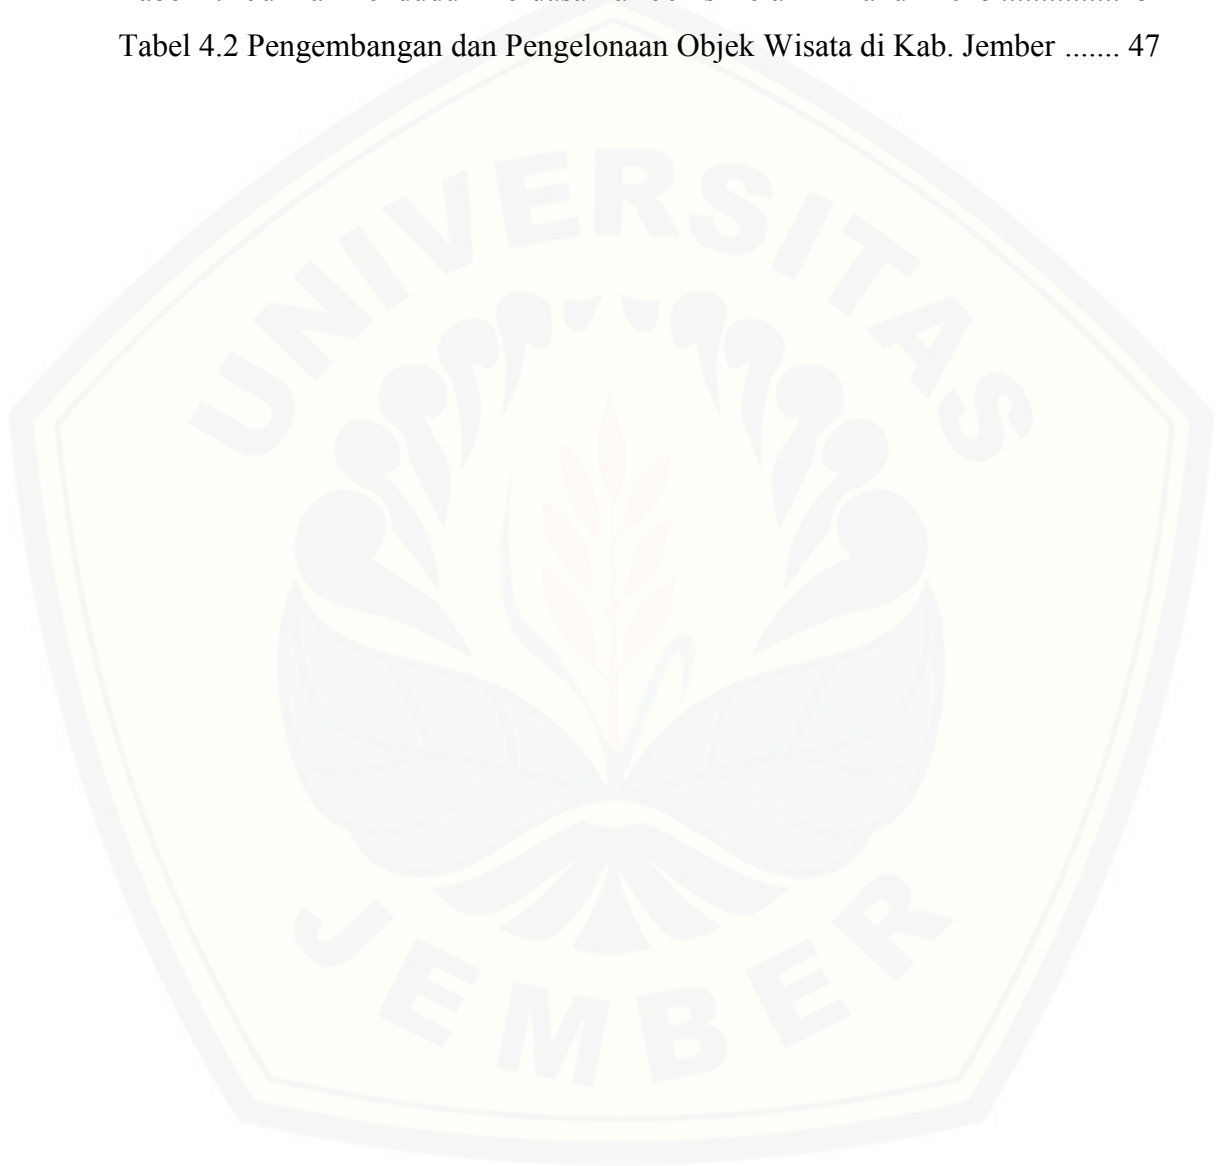 Tabel 4.2 Pengembangan dan Pengelonaan Objek Wisata di Kab. Jember ....... 47
UNIVERSITAS
JEMBER